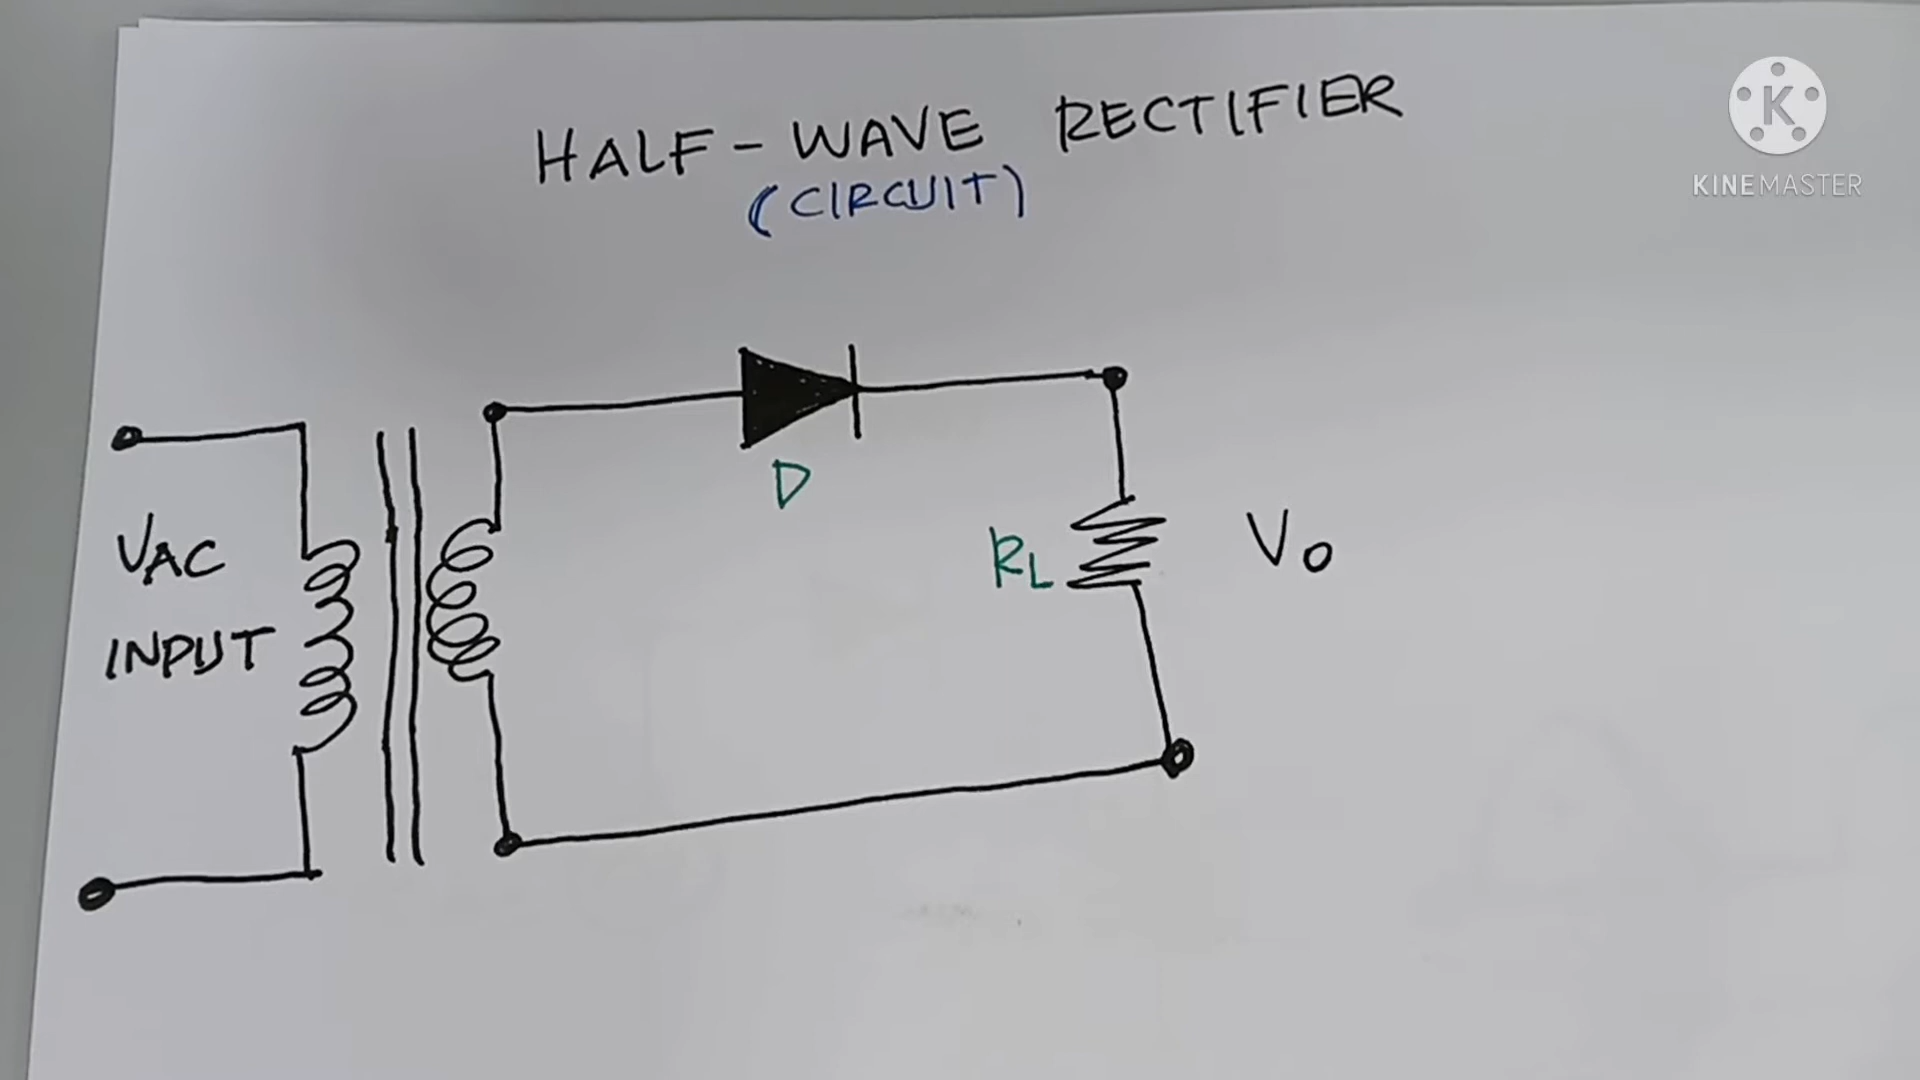 HALF - WAVE RECTIFIER
(CIRCUIT)
KINEMASTER
D
VAC
INPUT
RL
Vo